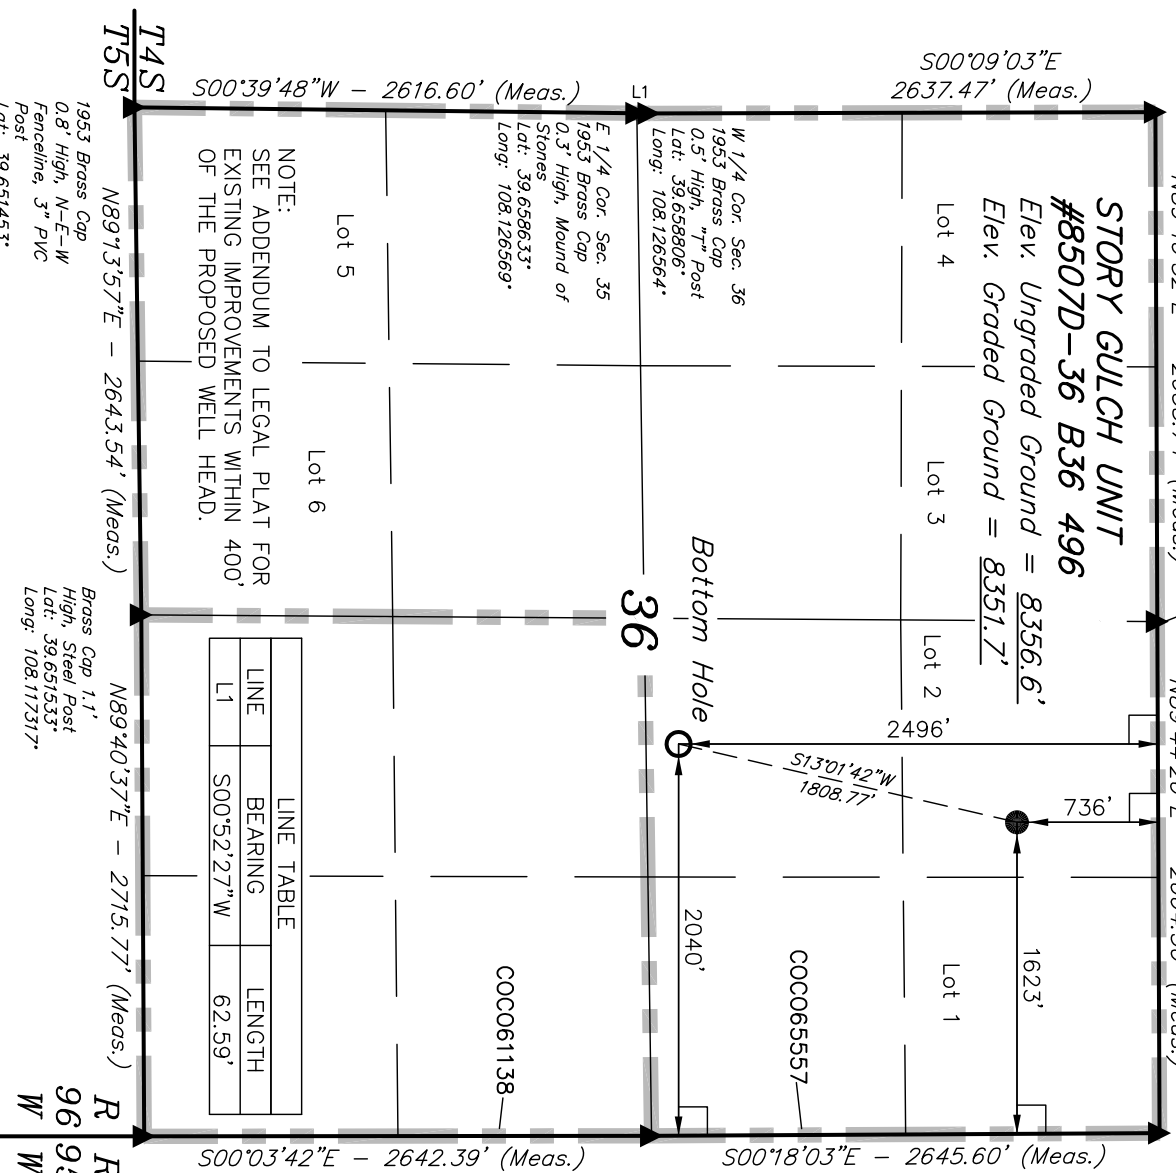 STORY GULCH UNIT
#8507D-36 B36 496
Elev. Ungraded Ground = 8356.6'
Elev. Graded Ground = 8351.7'
S00°09'03"E
2637.47' (Meas.)
L1
S00°39'48"W - 2616.60' (Meas.)
T4S
T5S
Lot 4
Lot 3
Lot 2
Lot 1
2496'
736'
S13°01'42"W
1808.77'
1623'
2040'
Bottom Hole
36
W 1/4 Cor. Sec. 36
1953 Brass Cap
0.5' High, "T" Post
Lat: 39.658806°
Long: 108.126564°
E 1/4 Cor. Sec. 35
1953 Brass Cap
0.3' High, Mound of
Stones
Lat: 39.658633°
Long: 108.126569°
COC065557
COC061138
Lot 5
Lot 6
NOTE:
SEE ADDENDUM TO LEGAL PLAT FOR
EXISTING IMPROVEMENTS WITHIN 400'
OF THE PROPOSED WELL HEAD.
LINE TABLE
LINE BEARING LENGTH
L1 S00°52'27"W 62.59'
N89°13'57"E - 2643.54' (Meas.)
N89°40'37"E - 2715.77' (Meas.)
1953 Brass Cap
0.8' High, N-E-W
Fenceline, 3" PVC
Post
Lat: 39.651453°
Brass Cap 1.1'
High, Steel Post
Lat: 39.651533°
Long: 108.117317°
S00°18'03"E - 2645.60' (Meas.)
S00°03'42"E - 2642.39' (Meas.)
R R
96
W W